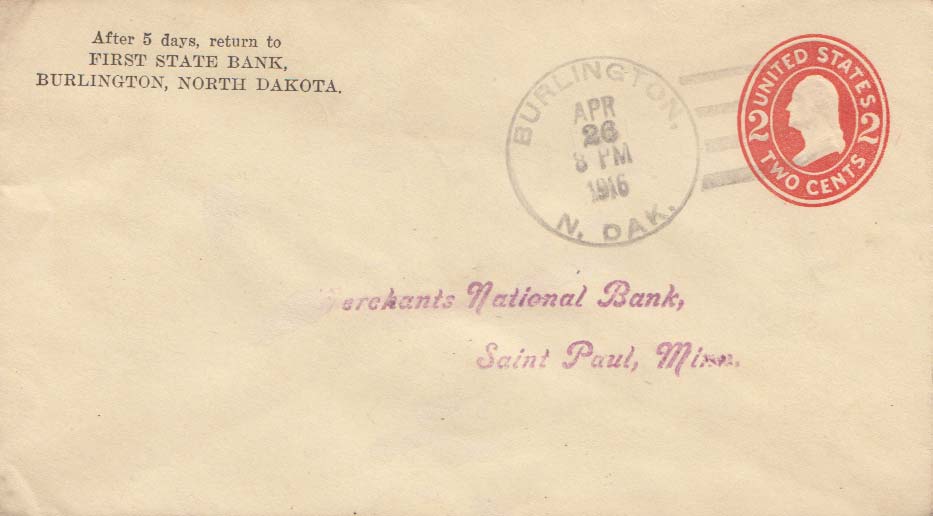 After 5 days, return to
FIRST STATE BANK,
BURLINGTON, NORTH DAKOTA.
BURLINGTON,
APR
26
8 PM
1916
N. DAK.
UNITED STATES
2 2
TWO CENTS
Merchants National Bank,
Saint Paul, Minn.